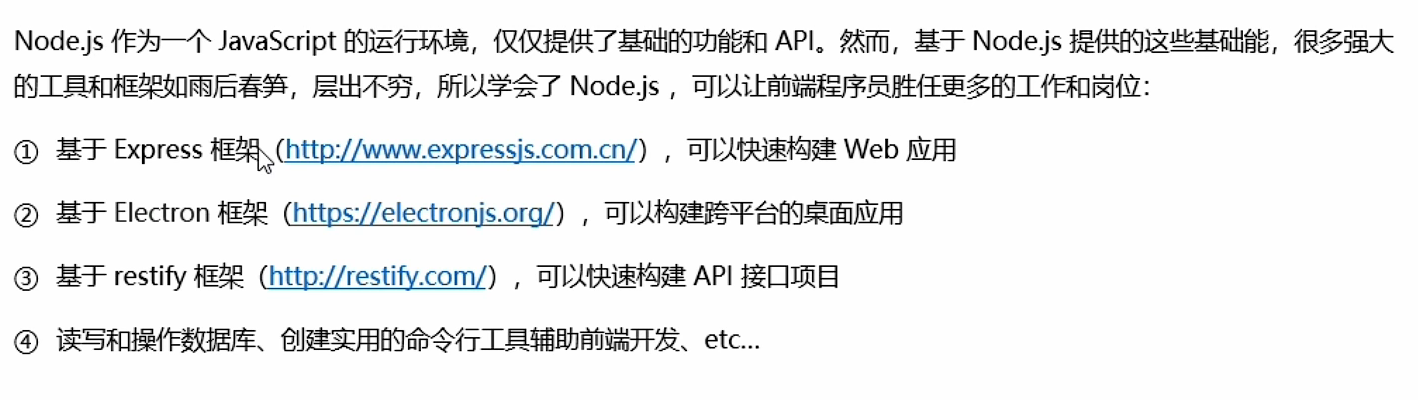 Node.js 作为一个 JavaScript 的运行环境，仅仅提供了基础的功能和 API。然而，基于 Node.js 提供的这些基础能，很多强大
的工具和框架如雨后春笋，层出不穷，所以学会了 Node.js ，可以让前端程序员胜任更多的工作和岗位：
① 基于 Express 框架（http://www.expressjs.com.cn/），可以快速构建 Web 应用
② 基于 Electron 框架（https://electronjs.org/），可以构建跨平台的桌面应用
③ 基于 restify 框架（http://restify.com/），可以快速构建 API 接口项目
④ 读写和操作数据库、创建实用的命令行工具辅助前端开发、etc...